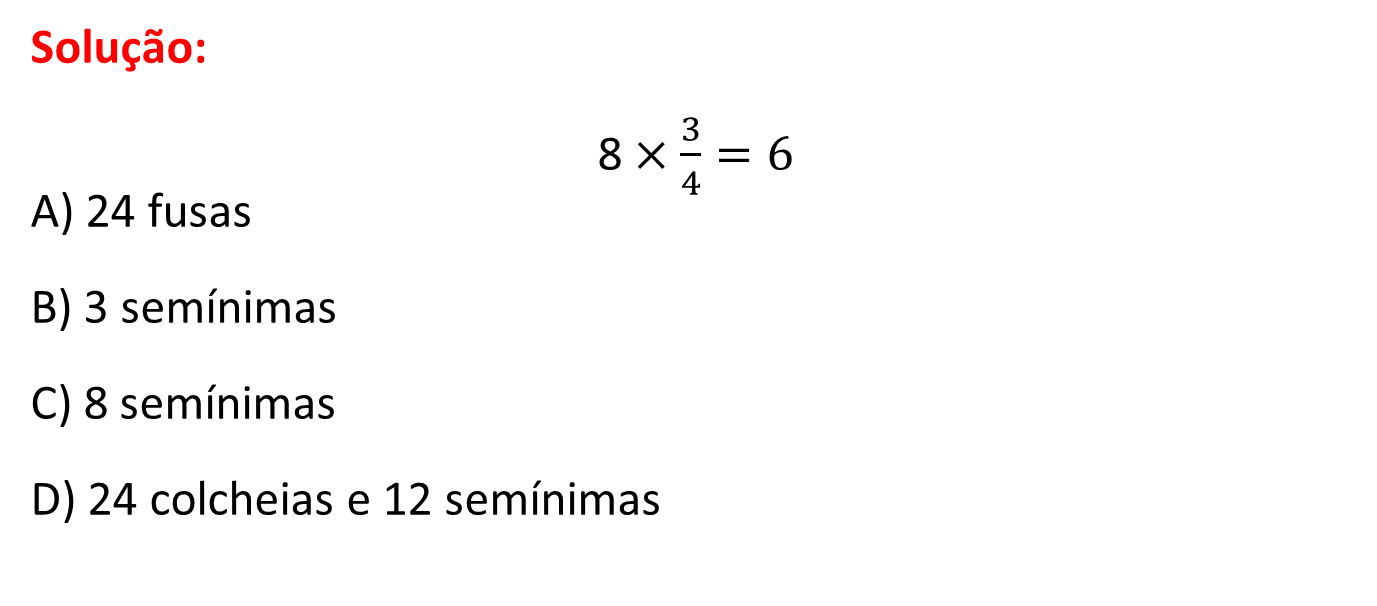 Solução:
8 × 3/4 = 6
A) 24 fusas
B) 3 semínimas
C) 8 semínimas
D) 24 colcheias e 12 semínimas